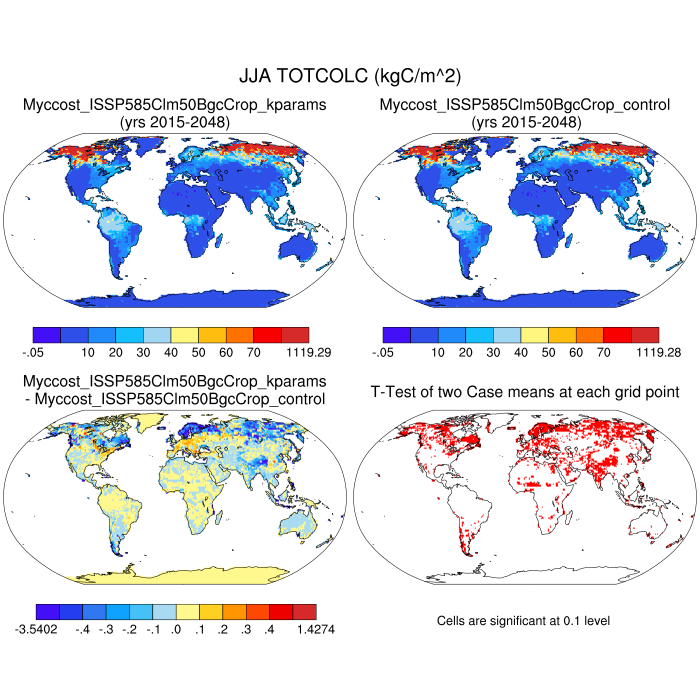 JJA TOTCOLC (kgC/m^2)
Myccost_ISSP585Clm50BgcCrop_kparams
(yrs 2015-2048)
Myccost_ISSP585Clm50BgcCrop_control
(yrs 2015-2048)
-.05 10 20 30 40 50 60 70 1119.29
-.05 10 20 30 40 50 60 70 1119.28
Myccost_ISSP585Clm50BgcCrop_kparams
- Myccost_ISSP585Clm50BgcCrop_control
T-Test of two Case means at each grid point
-3.5402 -.4 -.3 -.2 -.1 .0 .1 .2 .3 .4 1.4274
Cells are significant at 0.1 level